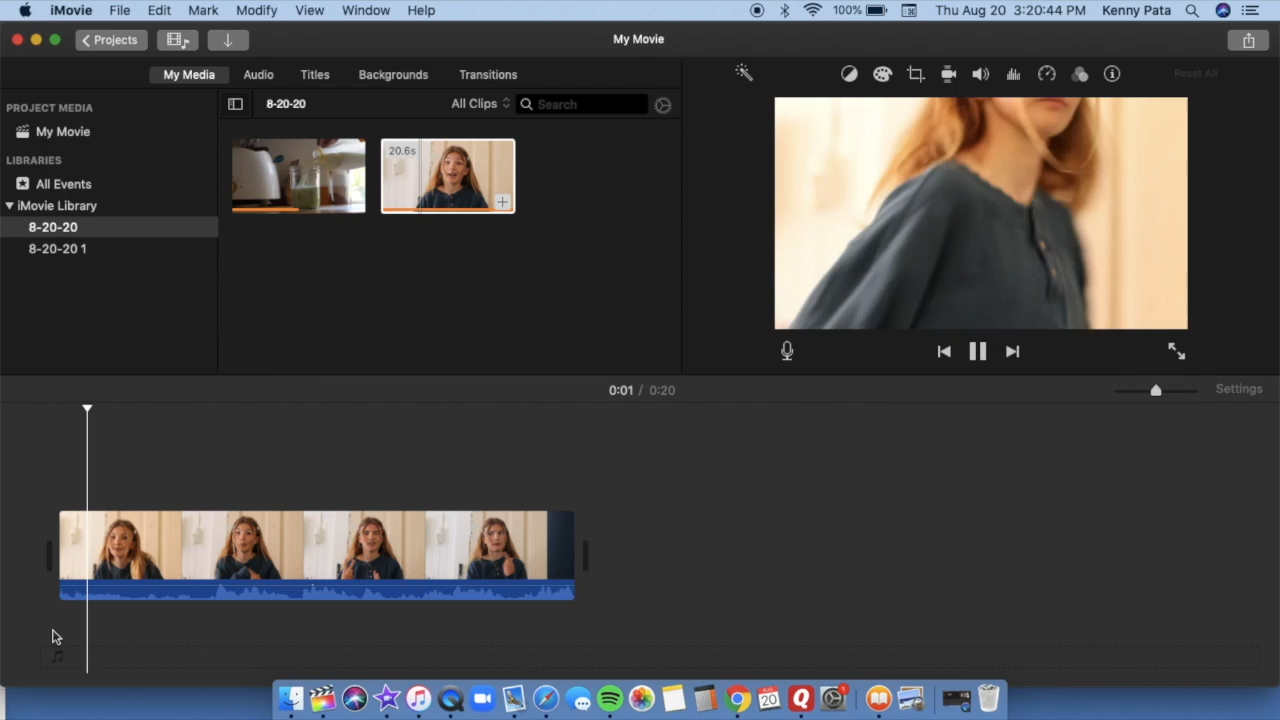 iMovie File Edit Mark Modify View Window Help 100% Thu Aug 20 3:20:44 PM Kenny Pata
Projects My Movie
My Media Audio Titles Backgrounds Transitions Reset All
PROJECT MEDIA
My Movie
LIBRARIES
All Events
iMovie Library
8-20-20
8-20-20 1
8-20-20 All Clips Search
20.6s
0:01 / 0:20 Settings
AUG
20
1